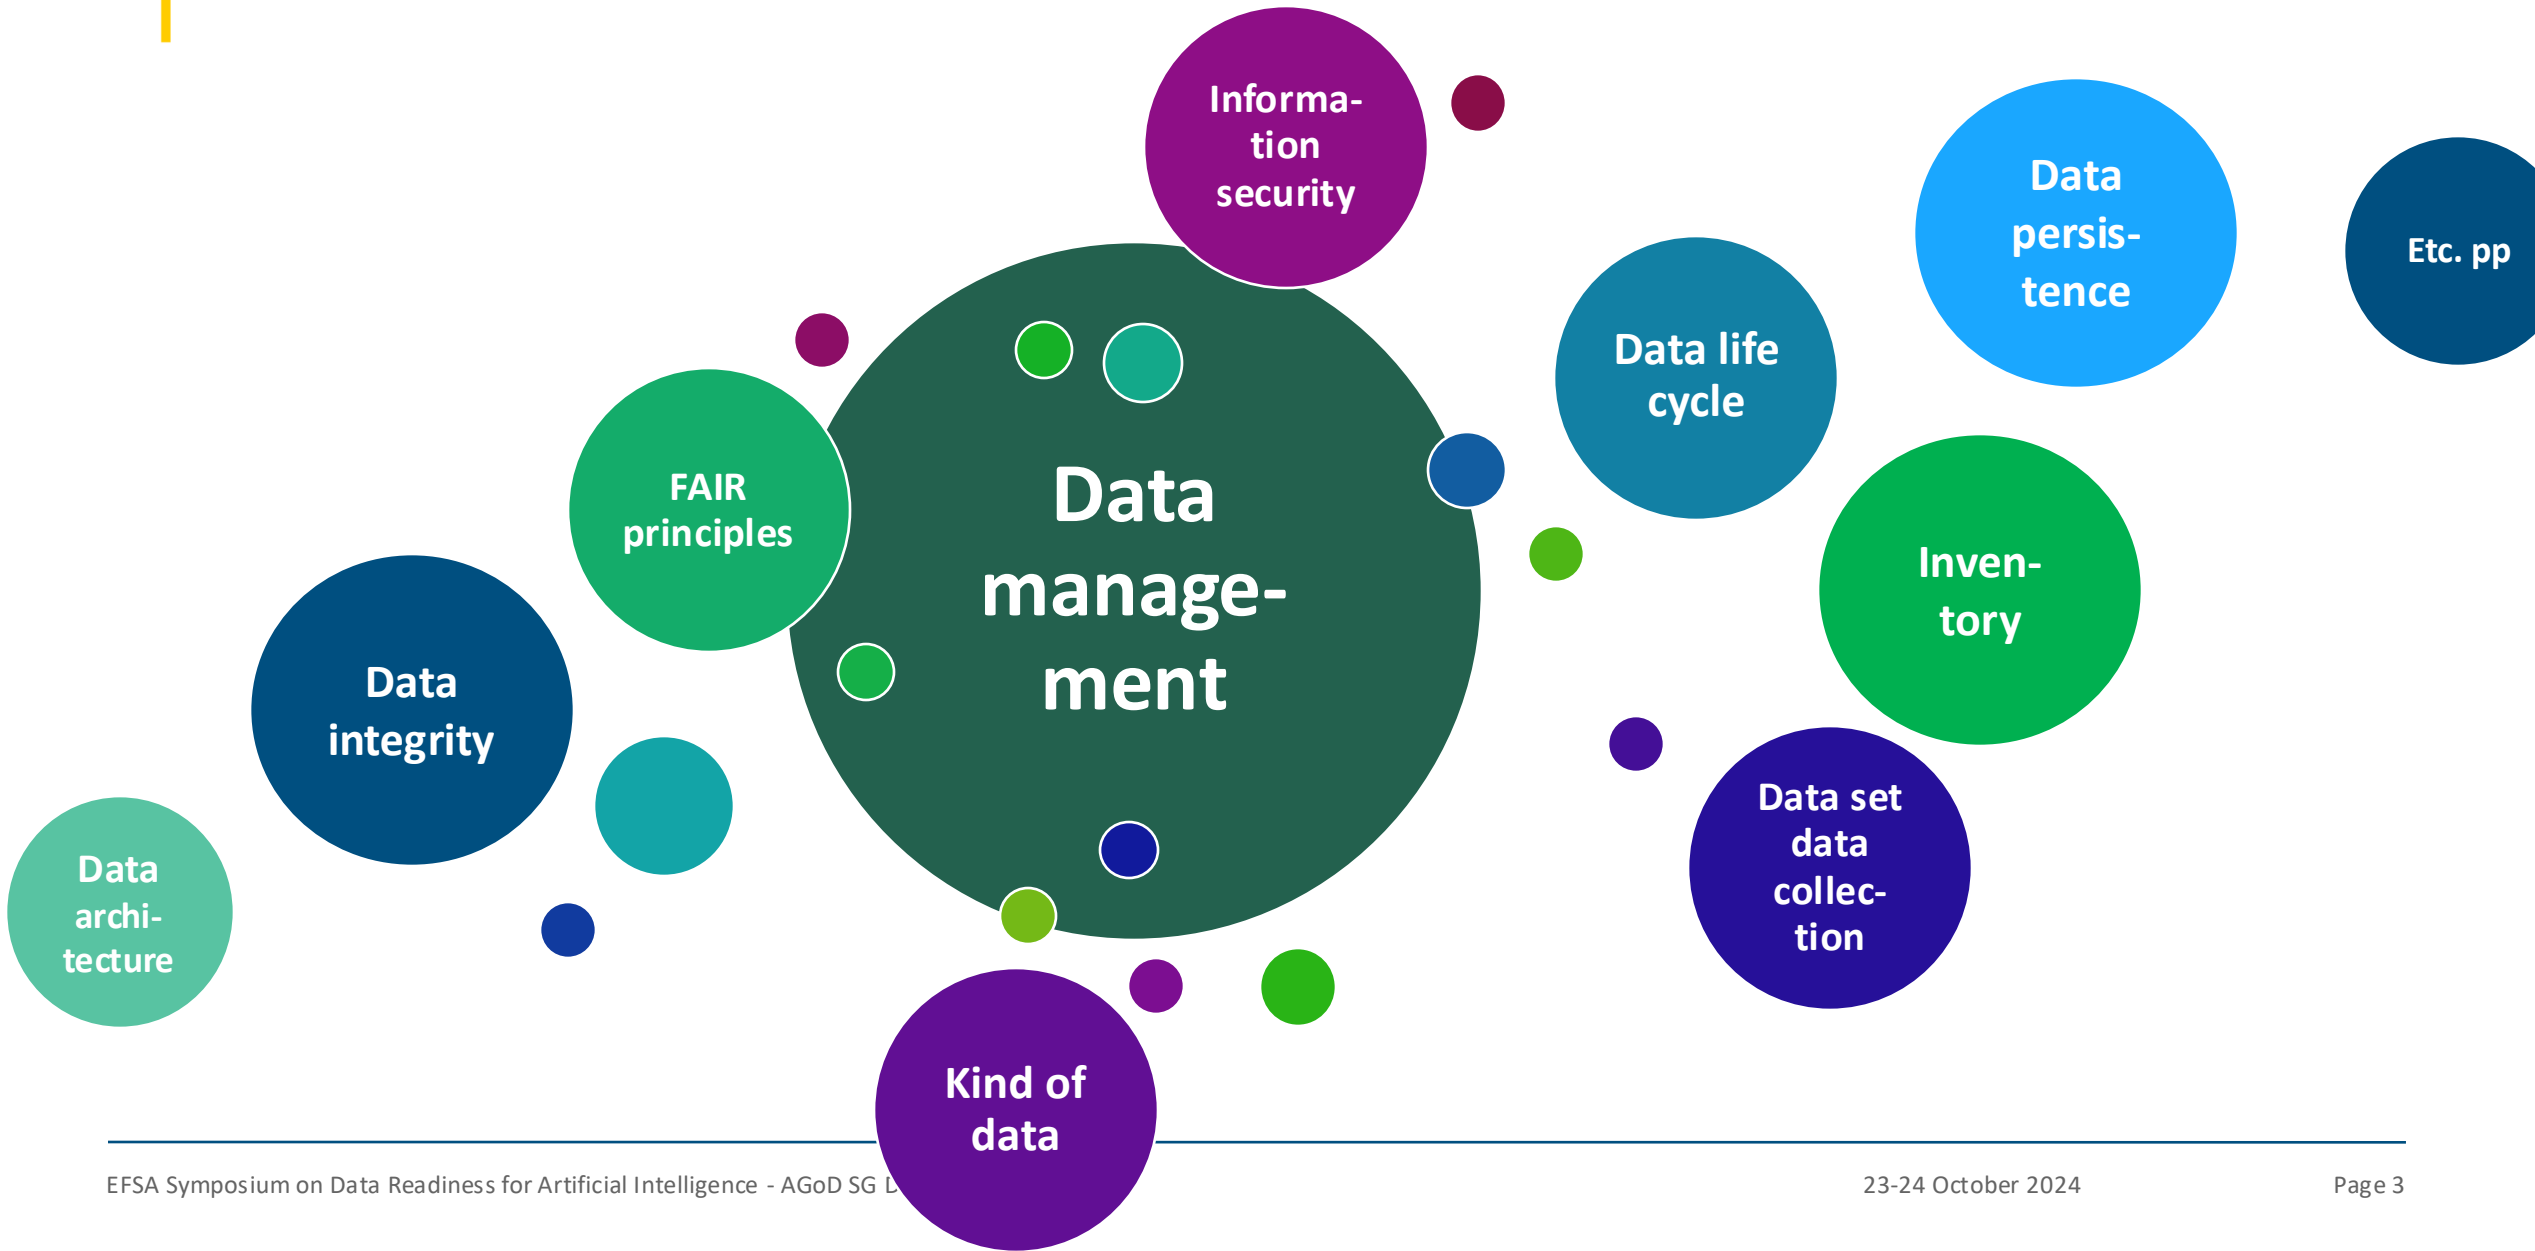 Informa-
tion
security
Data
persis-
tence
Etc. pp
Data life
cycle
FAIR
principles
Data
manage-
ment
Inven-
tory
Data
integrity
Data set
data
collec-
tion
Data
archi-
tecture
Kind of
data
EFSA Symposium on Data Readiness for Artificial Intelligence - AGoD SG
23-24 October 2024
Page 3